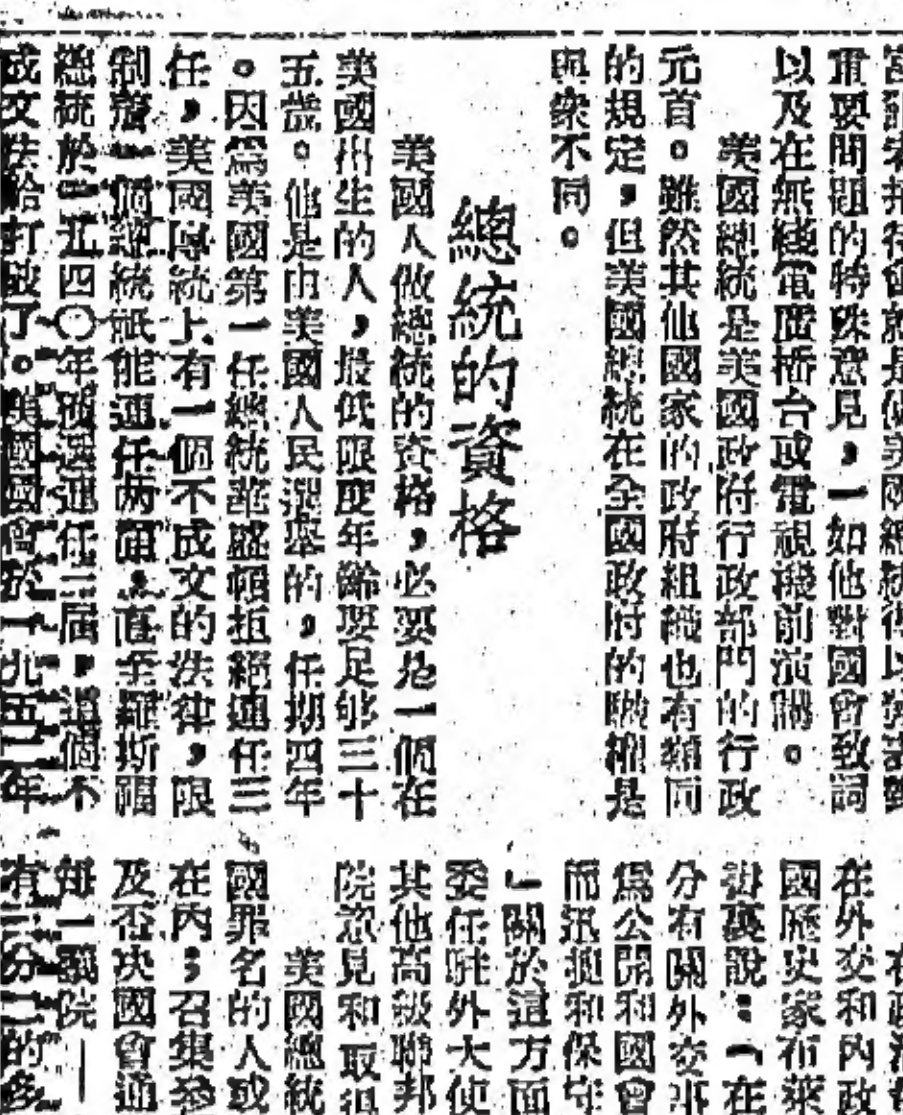 重要問題的特殊意見，一如他對國會致詞
以及在無綫電廣播台或電視機前演講。
美國總統是美國政府行政部門的行政
元首。雖然其他國家的政府組織也有類同
的規定，但美國總統在全國政府的職權是
與衆不同。
總統的資格
美國人做總統的資格，必要是一個在
美國出生的人，最低限度年齡要足够三十
五歲。他是由美國人民選舉的，任期四年
。因爲美國第一任總統華盛頓拒絕連任三
任，美國傳統上有一個不成文的法律，限
制一個總統祇能連任两屆，直至羅斯福
總統於一九四〇年連任三屆，這個不
成文法給打破了。美國國會於一九五一年
在外交和內政
國歷史家布萊
說：「在
分有關外交事
爲公開和國會
而和保守
」關於這方面
委任駐外大使
其他高級聯邦
院意見和取得
美國總統
國罪名的人或
在內；召集參
及否决國會通
每一議院—
有三分二的多